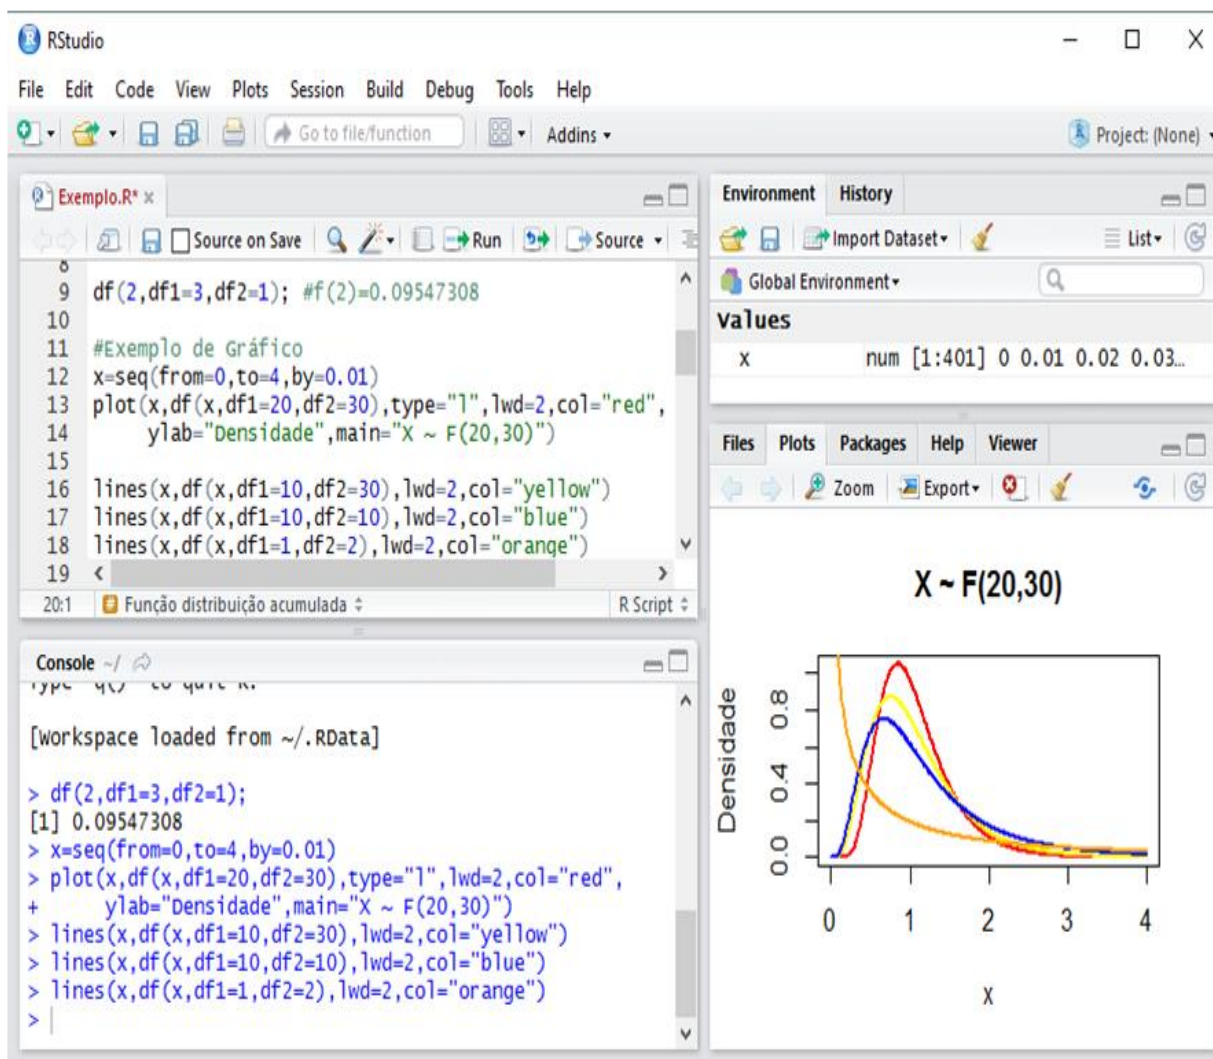 RStudio
File Edit Code View Plots Session Build Debug Tools Help
Go to file/function Addins Project: (None)
Exemplo.R*
Source on Save Run Source
8
9 df(2,df1=3,df2=1); #f(2)=0.09547308
10
11 #Exemplo de Gráfico
12 x=seq(from=0,to=4,by=0.01)
13 plot(x,df(x,df1=20,df2=30),type="l",lwd=2,col="red",
14 ylab="Densidade",main="X ~ F(20,30)")
15
16 lines(x,df(x,df1=10,df2=30),lwd=2,col="yellow")
17 lines(x,df(x,df1=10,df2=10),lwd=2,col="blue")
18 lines(x,df(x,df1=1,df2=2),lwd=2,col="orange")
19
20:1 Função distribuição acumulada R Script
Console ~/
Type 'q()' to quit R.
[Workspace loaded from ~/.RData]
> df(2,df1=3,df2=1);
[1] 0.09547308
> x=seq(from=0,to=4,by=0.01)
> plot(x,df(x,df1=20,df2=30),type="l",lwd=2,col="red",
+ ylab="Densidade",main="X ~ F(20,30)")
> lines(x,df(x,df1=10,df2=30),lwd=2,col="yellow")
> lines(x,df(x,df1=10,df2=10),lwd=2,col="blue")
> lines(x,df(x,df1=1,df2=2),lwd=2,col="orange")
>
Environment History
Import Dataset List
Global Environment
Values
x num [1:401] 0 0.01 0.02 0.03…
Files Plots Packages Help Viewer
Zoom Export
X ~ F(20,30)
Densidade
0.8
0.4
0.0
0 1 2 3 4
X